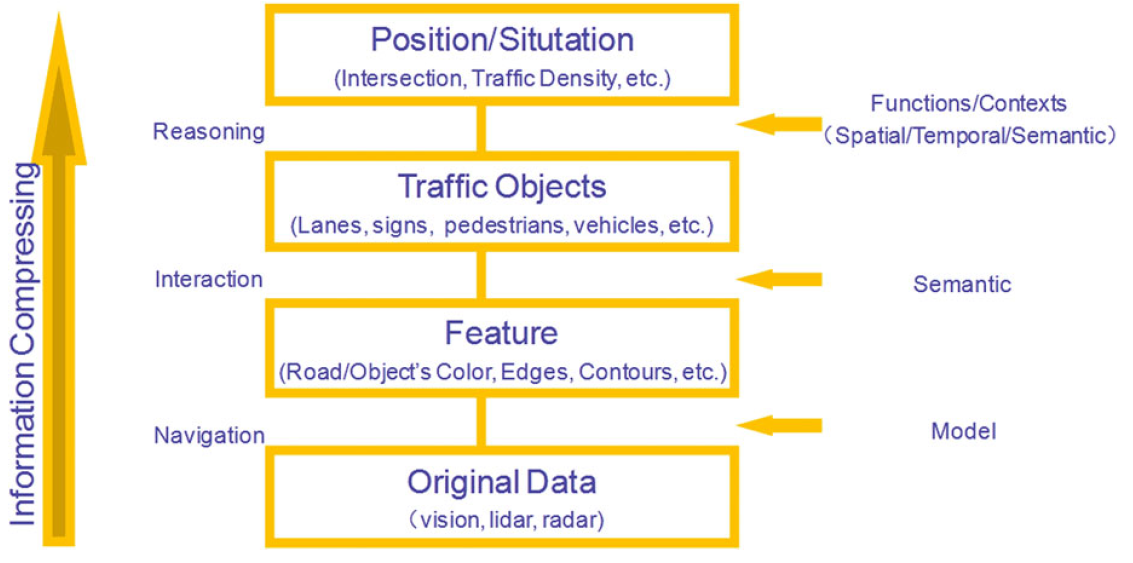 Position/Situtation
(Intersection, Traffic Density, etc.)
Functions/Contexts
（Spatial/Temporal/Semantic）
Reasoning
Traffic Objects
(Lanes, signs, pedestrians, vehicles, etc.)
Interaction
Semantic
Feature
(Road/Object's Color, Edges, Contours, etc.)
Navigation
Model
Original Data
（vision, lidar, radar)
Information Compressing